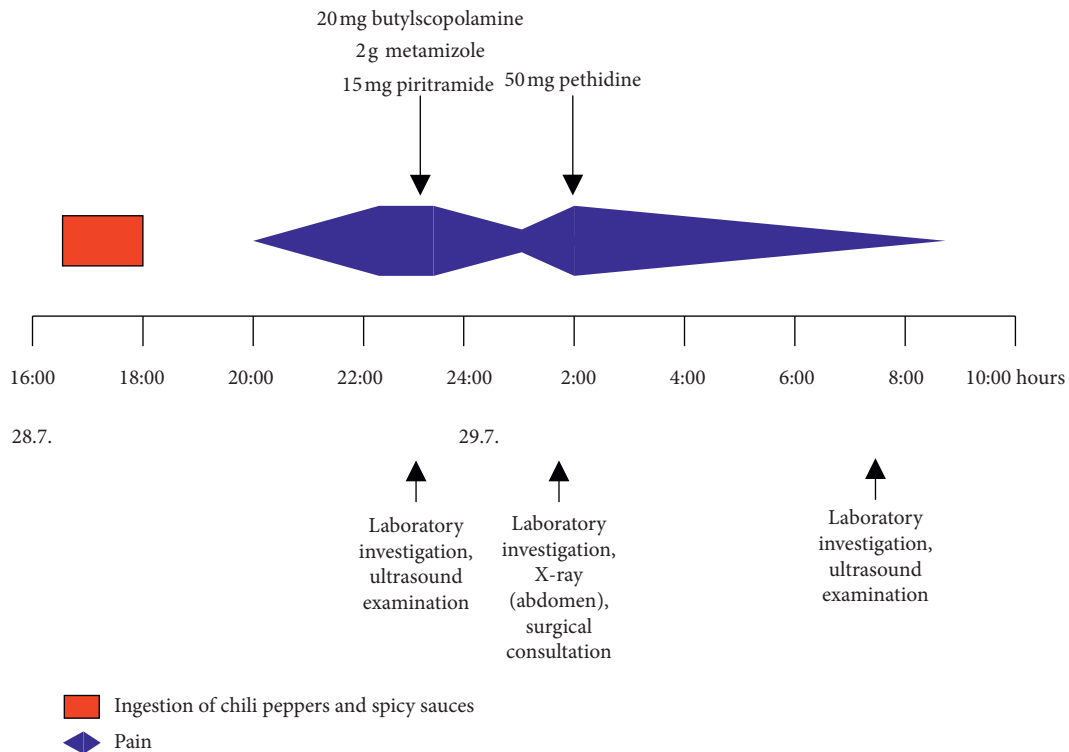 20 mg butylscopolamine
2 g metamizole
15 mg piritramide
50 mg pethidine
16:00 18:00 20:00 22:00 24:00 2:00 4:00 6:00 8:00 10:00 hours
28.7. 29.7.
Laboratory
investigation,
ultrasound
examination
Laboratory
investigation,
X-ray
(abdomen),
surgical
consultation
Laboratory
investigation,
ultrasound
examination
Ingestion of chili peppers and spicy sauces
Pain